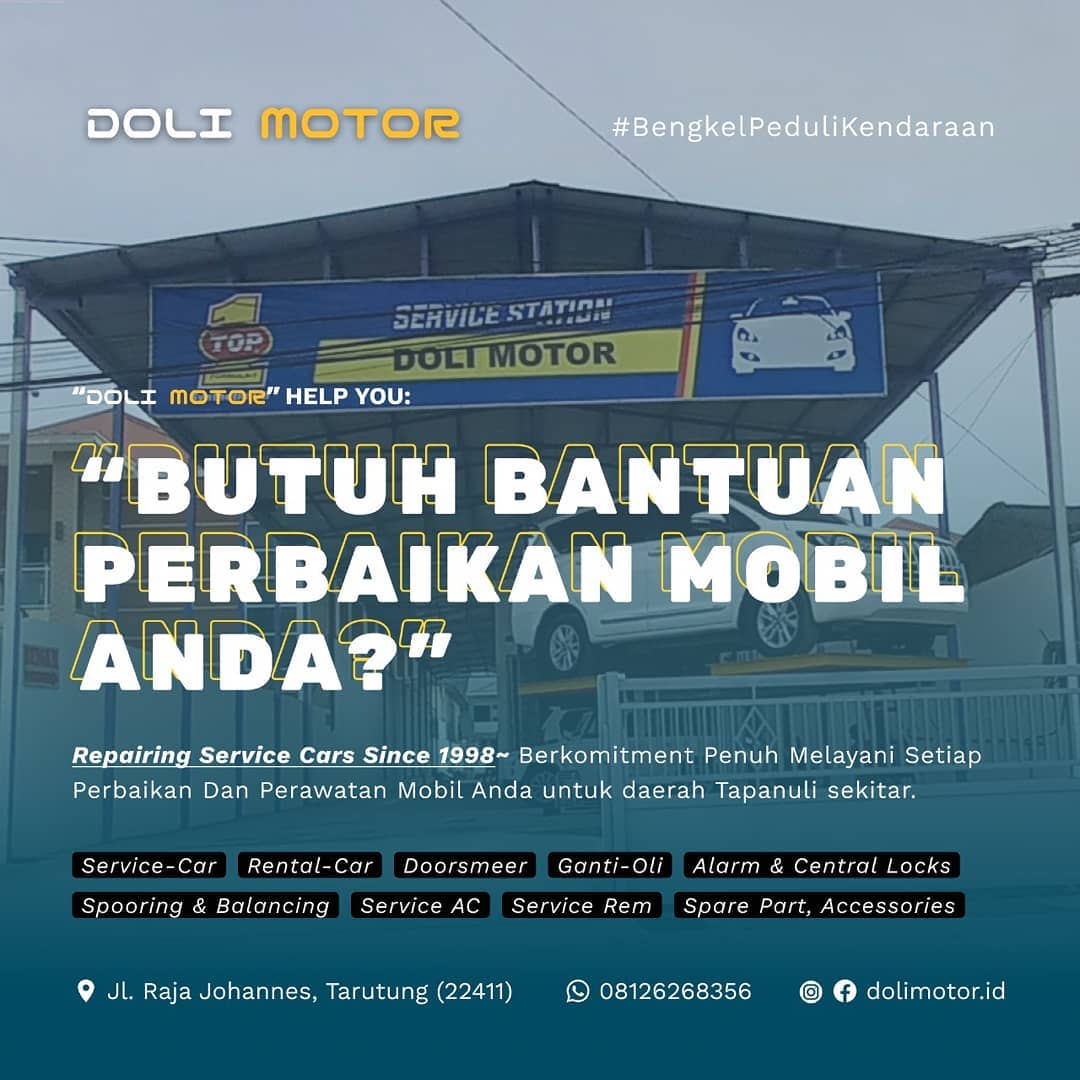 DOLI MOTOR
#BengkelPeduliKendaraan
1
TOP
SERVICE STATION
DOLI MOTOR
“DOLI MOTOR” HELP YOU:
“BUTUH BANTUAN
PERBAIKAN MOBIL
ANDA?”
Repairing Service Cars Since 1998~ Berkomitment Penuh Melayani Setiap
Perbaikan Dan Perawatan Mobil Anda untuk daerah Tapanuli sekitar.
Service-Car Rental-Car Doorsmeer Ganti-Oli Alarm & Central Locks
Spooring & Balancing Service AC Service Rem Spare Part, Accessories
Jl. Raja Johannes, Tarutung (22411) 08126268356 dolimotor.id